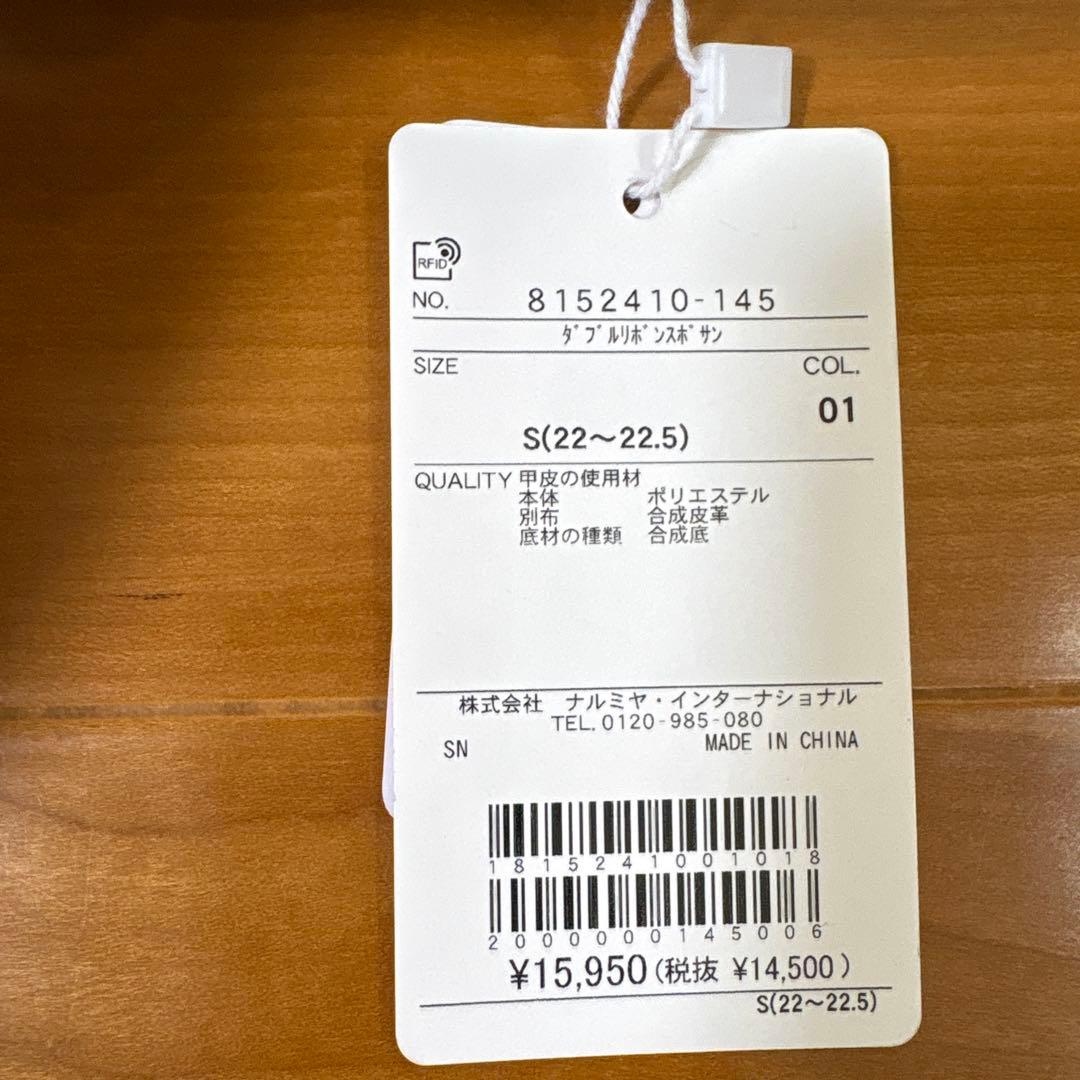 RFID
NO. 8152410-145
ﾀﾞﾌﾞﾙﾘﾎﾞﾝｽﾎﾟｻﾝ
SIZE COL.
01
S(22～22.5)
QUALITY 甲皮の使用材
本体 ポリエステル
別布 合成皮革
底材の種類 合成底
株式会社 ナルミヤ・インターナショナル
TEL.0120-985-080
SN MADE IN CHINA
1815241001018
2000000145006
¥15,950(税抜 ¥14,500)
S(22～22.5)